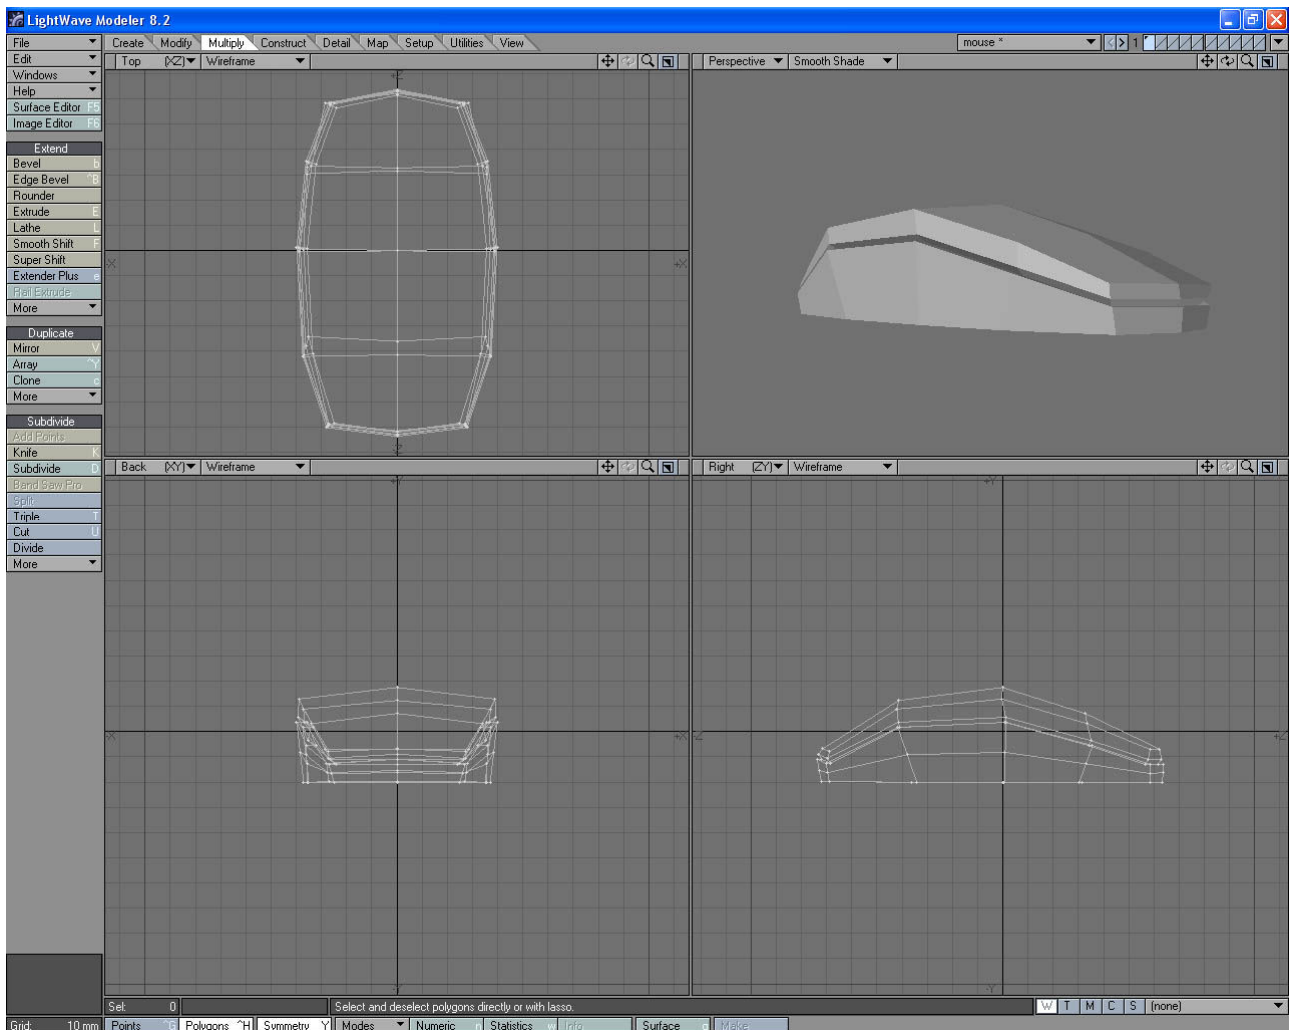 LightWave Modeler 8.2
File
Create Modify Multiply Construct Detail Map Setup Utilities View
mouse * 1
Edit
Windows
Help
Surface Editor F5
Image Editor F6
Top (XZ) Wireframe
Perspective Smooth Shade
Extend
Bevel b
Edge Bevel ^B
Rounder
Extrude E
Lathe L
Smooth Shift F
Super Shift
Extender Plus e
Rail Extrude
More
Duplicate
Mirror V
Array ^Y
Clone c
More
Subdivide
Add Points
Knife K
Subdivide D
Band Saw Pro
Split
Triple T
Cut U
Divide
More
Back (XY) Wireframe
Right (ZY) Wireframe
Sel: 0
Select and deselect polygons directly or with lasso.
W T M C S (none)
Grid: 10 mm
Points ^G Polygons ^H Symmetry Y Modes Numeric n Statistics w Info Surface q Make